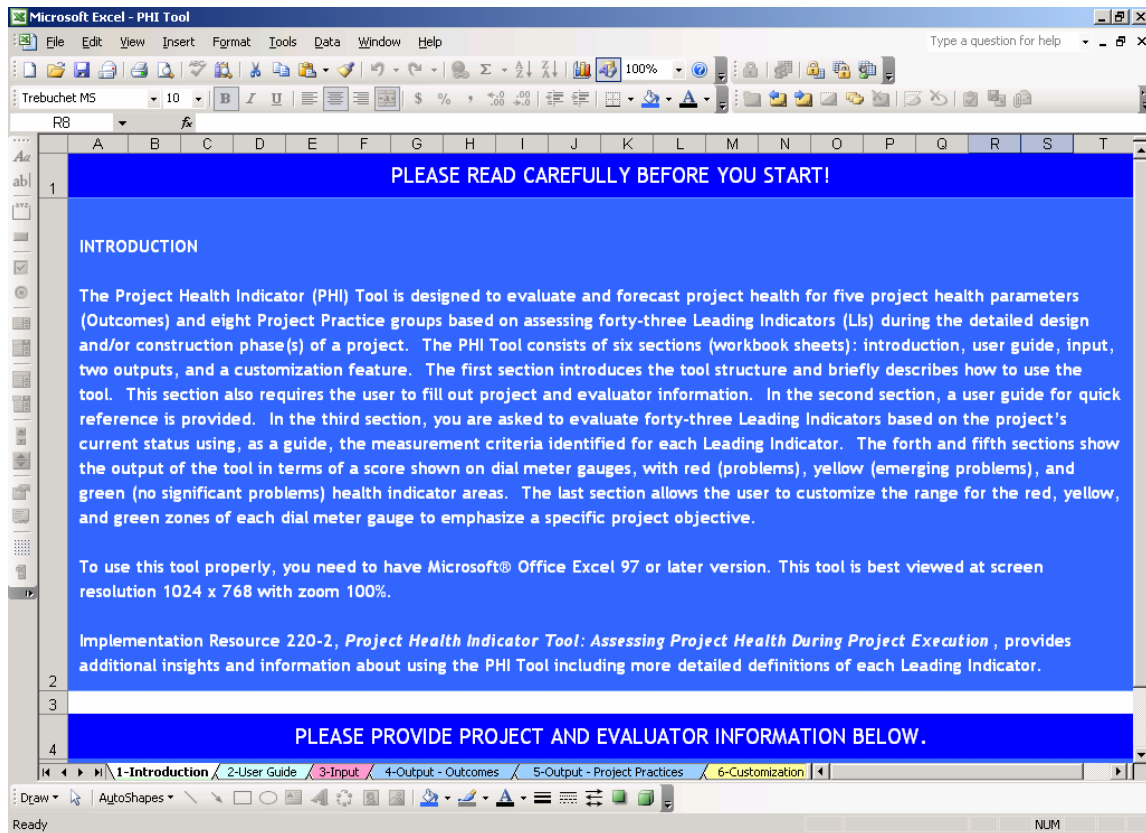 Microsoft Excel - PHI Tool
File Edit View Insert Format Tools Data Window Help
Type a question for help
100%
Trebuchet MS 10 B I U $ % ,
R8 fx
A B C D E F G H I J K L M N O P Q R S T
1 PLEASE READ CAREFULLY BEFORE YOU START!
INTRODUCTION
The Project Health Indicator (PHI) Tool is designed to evaluate and forecast project health for five project health parameters
(Outcomes) and eight Project Practice groups based on assessing forty-three Leading Indicators (LIs) during the detailed design
and/or construction phase(s) of a project. The PHI Tool consists of six sections (workbook sheets): introduction, user guide, input,
two outputs, and a customization feature. The first section introduces the tool structure and briefly describes how to use the
tool. This section also requires the user to fill out project and evaluator information. In the second section, a user guide for quick
reference is provided. In the third section, you are asked to evaluate forty-three Leading Indicators based on the project's
current status using, as a guide, the measurement criteria identified for each Leading Indicator. The forth and fifth sections show
the output of the tool in terms of a score shown on dial meter gauges, with red (problems), yellow (emerging problems), and
green (no significant problems) health indicator areas. The last section allows the user to customize the range for the red, yellow,
and green zones of each dial meter gauge to emphasize a specific project objective.
To use this tool properly, you need to have Microsoft® Office Excel 97 or later version. This tool is best viewed at screen
resolution 1024 x 768 with zoom 100%.
Implementation Resource 220-2, Project Health Indicator Tool: Assessing Project Health During Project Execution , provides
additional insights and information about using the PHI Tool including more detailed definitions of each Leading Indicator.
2
3
4 PLEASE PROVIDE PROJECT AND EVALUATOR INFORMATION BELOW.
1-Introduction 2-User Guide 3-Input 4-Output - Outcomes 5-Output - Project Practices 6-Customization
Draw AutoShapes
Ready NUM